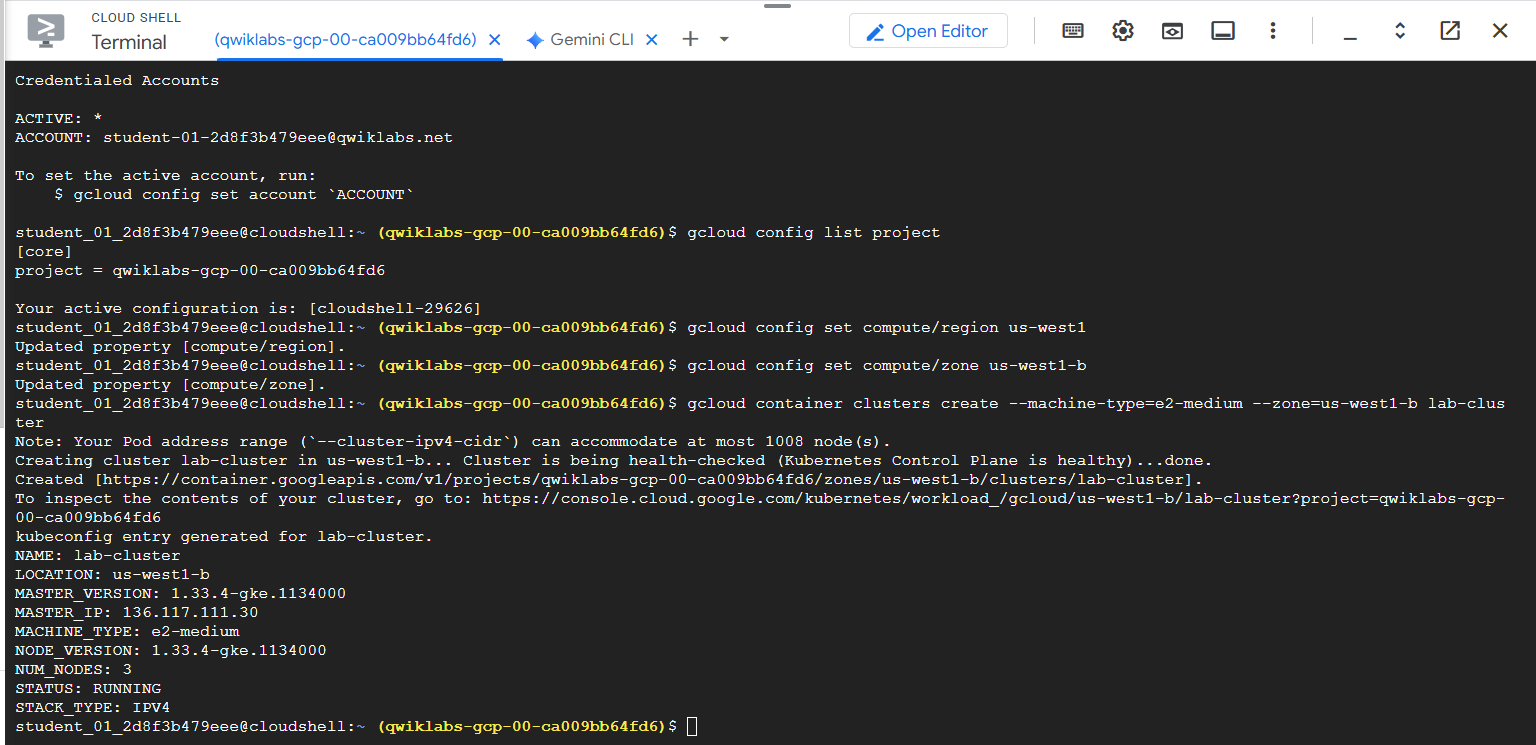 CLOUD SHELL
Terminal
(qwiklabs-gcp-00-ca009bb64fd6)
Gemini CLI
Open Editor
Credentialed Accounts
ACTIVE: *
ACCOUNT: student-01-2d8f3b479eee@qwiklabs.net
To set the active account, run:
    $ gcloud config set account `ACCOUNT`
student_01_2d8f3b479eee@cloudshell:~ (qwiklabs-gcp-00-ca009bb64fd6)$ gcloud config list project
[core]
project = qwiklabs-gcp-00-ca009bb64fd6
Your active configuration is: [cloudshell-29626]
student_01_2d8f3b479eee@cloudshell:~ (qwiklabs-gcp-00-ca009bb64fd6)$ gcloud config set compute/region us-west1
Updated property [compute/region].
student_01_2d8f3b479eee@cloudshell:~ (qwiklabs-gcp-00-ca009bb64fd6)$ gcloud config set compute/zone us-west1-b
Updated property [compute/zone].
student_01_2d8f3b479eee@cloudshell:~ (qwiklabs-gcp-00-ca009bb64fd6)$ gcloud container clusters create --machine-type=e2-medium --zone=us-west1-b lab-clus
ter
Note: Your Pod address range (`--cluster-ipv4-cidr`) can accommodate at most 1008 node(s).
Creating cluster lab-cluster in us-west1-b... Cluster is being health-checked (Kubernetes Control Plane is healthy)...done.
Created [https://container.googleapis.com/v1/projects/qwiklabs-gcp-00-ca009bb64fd6/zones/us-west1-b/clusters/lab-cluster].
To inspect the contents of your cluster, go to: https://console.cloud.google.com/kubernetes/workload_/gcloud/us-west1-b/lab-cluster?project=qwiklabs-gcp-
00-ca009bb64fd6
kubeconfig entry generated for lab-cluster.
NAME: lab-cluster
LOCATION: us-west1-b
MASTER_VERSION: 1.33.4-gke.1134000
MASTER_IP: 136.117.111.30
MACHINE_TYPE: e2-medium
NODE_VERSION: 1.33.4-gke.1134000
NUM_NODES: 3
STATUS: RUNNING
STACK_TYPE: IPV4
student_01_2d8f3b479eee@cloudshell:~ (qwiklabs-gcp-00-ca009bb64fd6)$